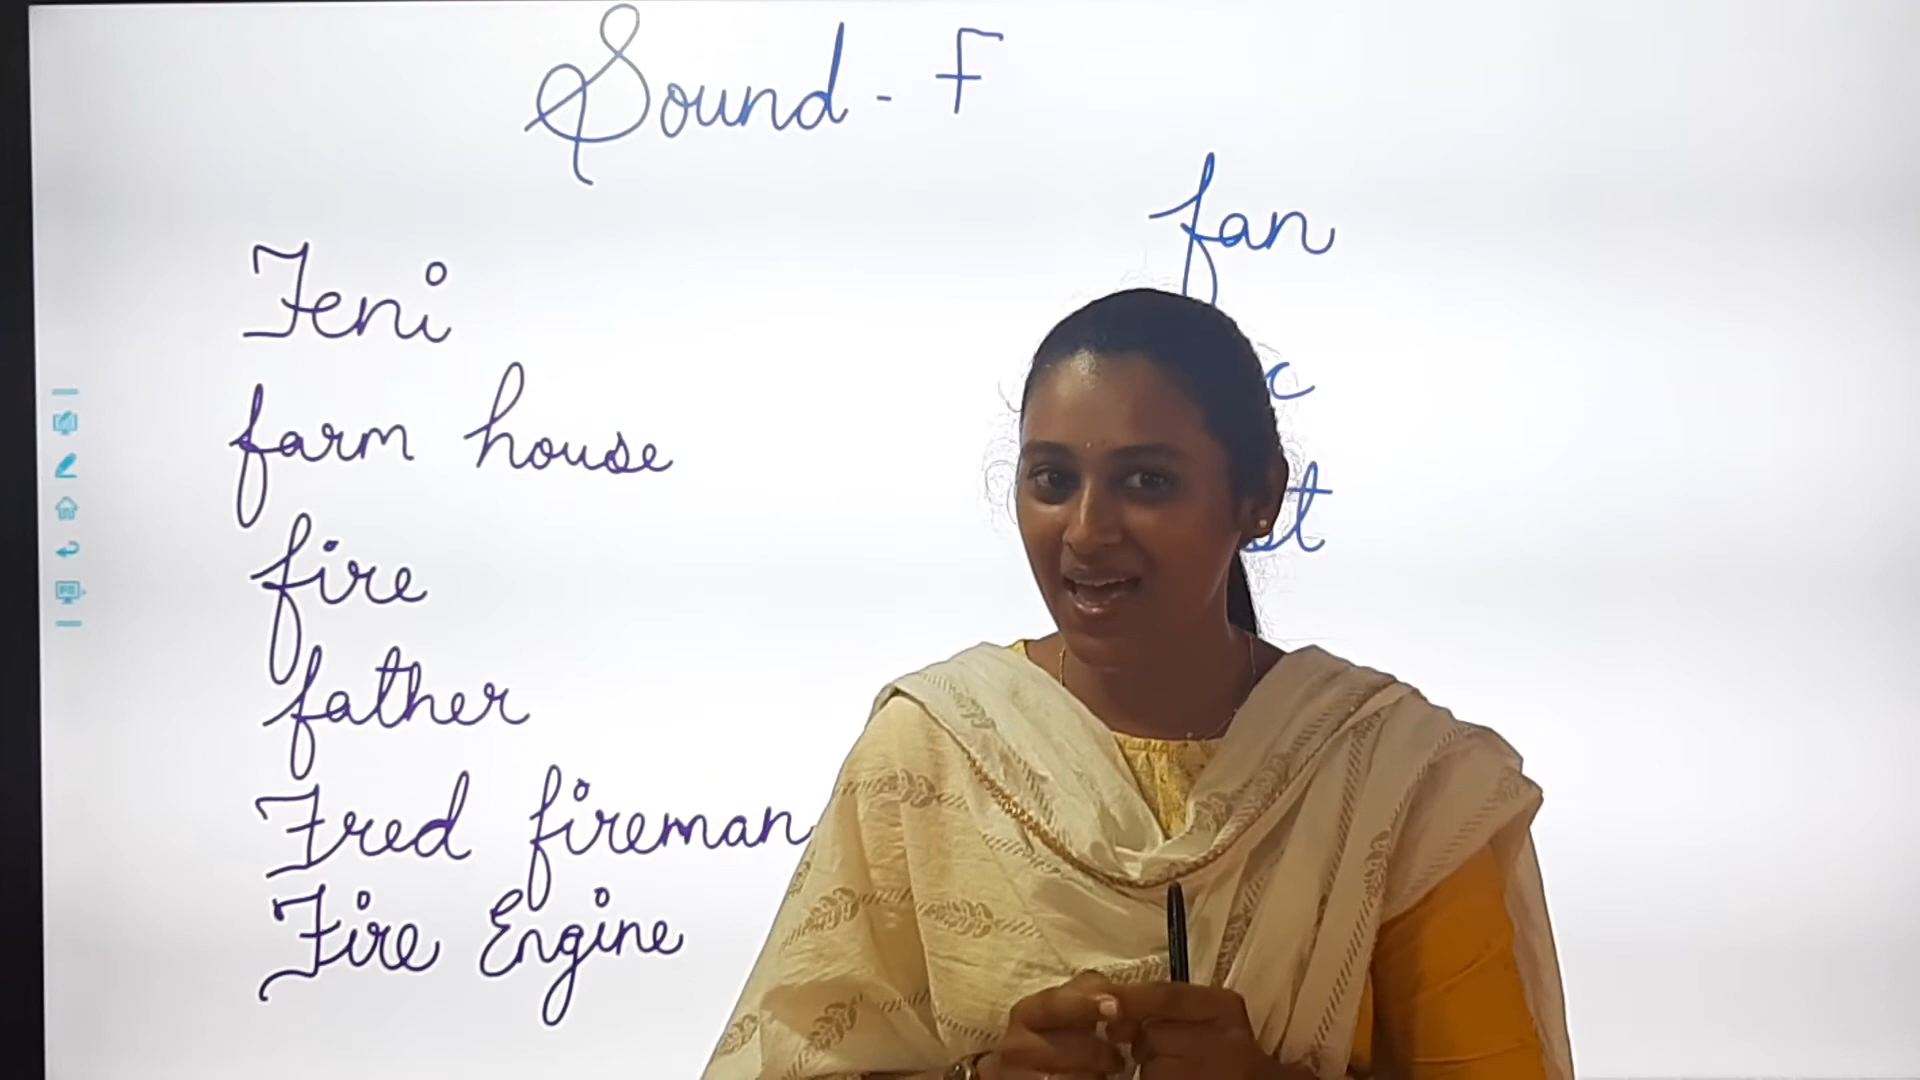 Sound - F
fan
Feni
farm house
fire
father
Fred fireman
Fire Engine